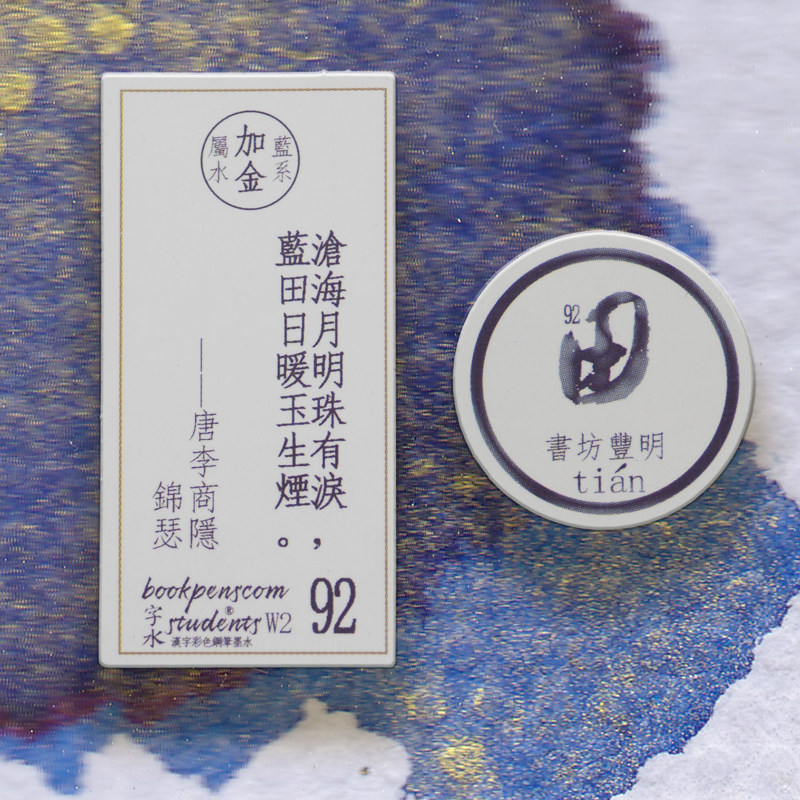 藍系
加金
屬水
滄海月明珠有淚，
藍田日暖玉生煙。
——唐李商隱
錦瑟
bookpenscom
字水
students®
W2
92
漢字彩色鋼筆墨水
92
田
書坊豐明
tián